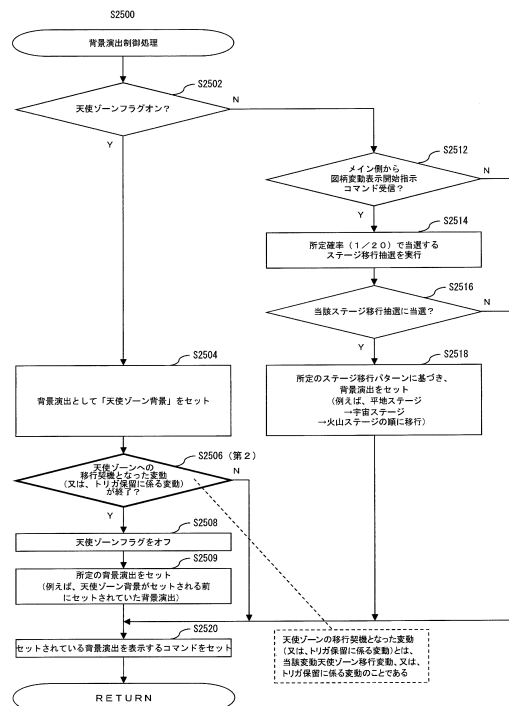 S2500
背景演出制御処理
S2502
天使ゾーンフラグオン？
N
Y
S2512
メイン側から
図柄変動表示開始指示
コマンド受信？
N
Y
S2514
所定確率（１／２０）で当選する
ステージ移行抽選を実行
S2516
当該ステージ移行抽選に当選？
N
Y
S2518
所定のステージ移行パターンに基づき、
背景演出をセット
（例えば、平地ステージ
→宇宙ステージ
→火山ステージの順に移行）
S2504
背景演出として「天使ゾーン背景」をセット
S2506（第２）
天使ゾーンへの
移行契機となった変動
（又は、トリガ保留に係る変動）
が終了？
N
Y
S2508
天使ゾーンフラグをオフ
S2509
所定の背景演出をセット
（例えば、天使ゾーン背景がセットされる前
にセットされていた背景演出）
S2520
セットされている背景演出を表示するコマンドをセット
RETURN
天使ゾーンの移行契機となった変動
（又は、トリガ保留に係る変動）とは、
当該変動天使ゾーン移行変動、又は、
トリガ保留に係る変動のことである